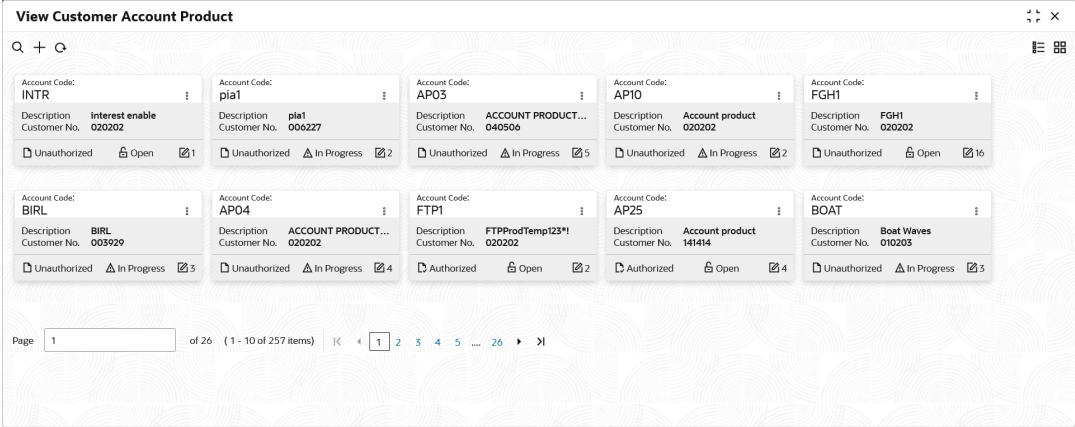 View Customer Account Product
Account Code:
INTR
Description interest enable
Customer No. 020202
Unauthorized Open 1
Account Code:
pia1
Description pia1
Customer No. 006227
Unauthorized In Progress 2
Account Code:
AP03
Description ACCOUNT PRODUCT...
Customer No. 040506
Unauthorized In Progress 5
Account Code:
AP10
Description Account product
Customer No. 020202
Unauthorized In Progress 2
Account Code:
FGH1
Description FGH1
Customer No. 020202
Unauthorized Open 16
Account Code:
BIRL
Description BIRL
Customer No. 003929
Unauthorized In Progress 3
Account Code:
AP04
Description ACCOUNT PRODUCT...
Customer No. 020202
Unauthorized In Progress 4
Account Code:
FTP1
Description FTPProdTemp123*!
Customer No. 020202
Authorized Open 2
Account Code:
AP25
Description Account product
Customer No. 141414
Authorized Open 4
Account Code:
BOAT
Description Boat Waves
Customer No. 010203
Unauthorized In Progress 3
Page 1 of 26 ( 1 - 10 of 257 items) 1 2 3 4 5 .... 26